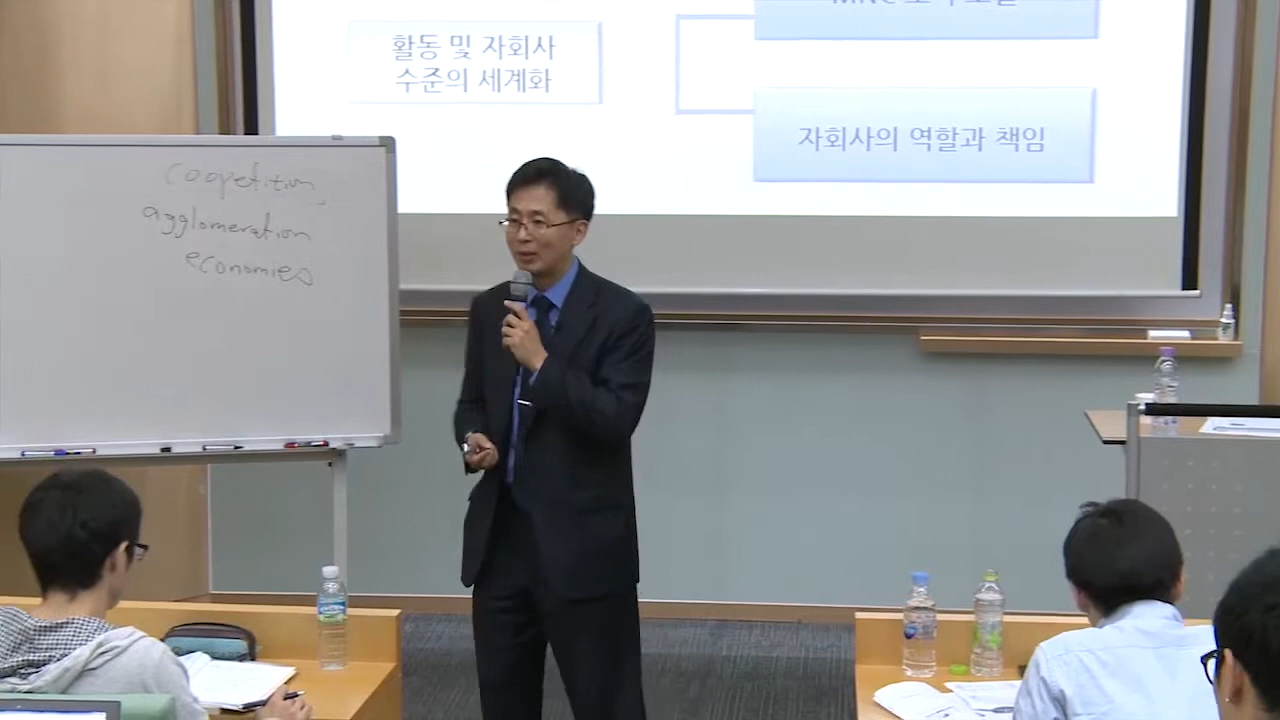 활동 및 자회사
수준의 세계화
자회사의 역할과 책임
coopetition,
agglomeration
economies